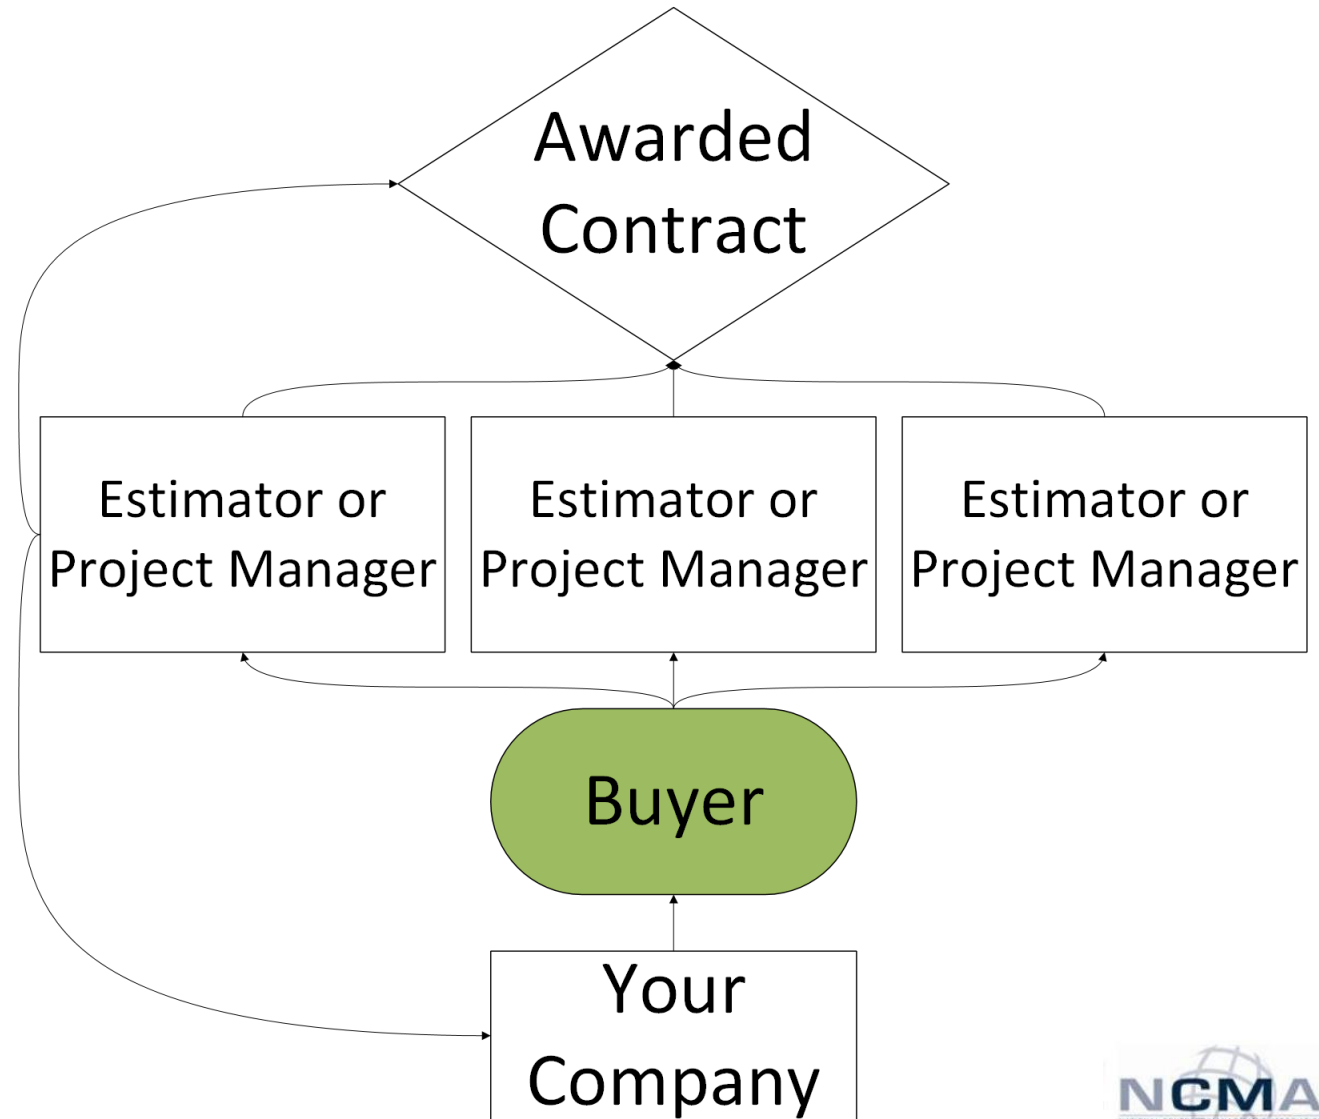 Awarded
Contract
Estimator or
Project Manager
Estimator or
Project Manager
Estimator or
Project Manager
Buyer
Your
Company
NCMA